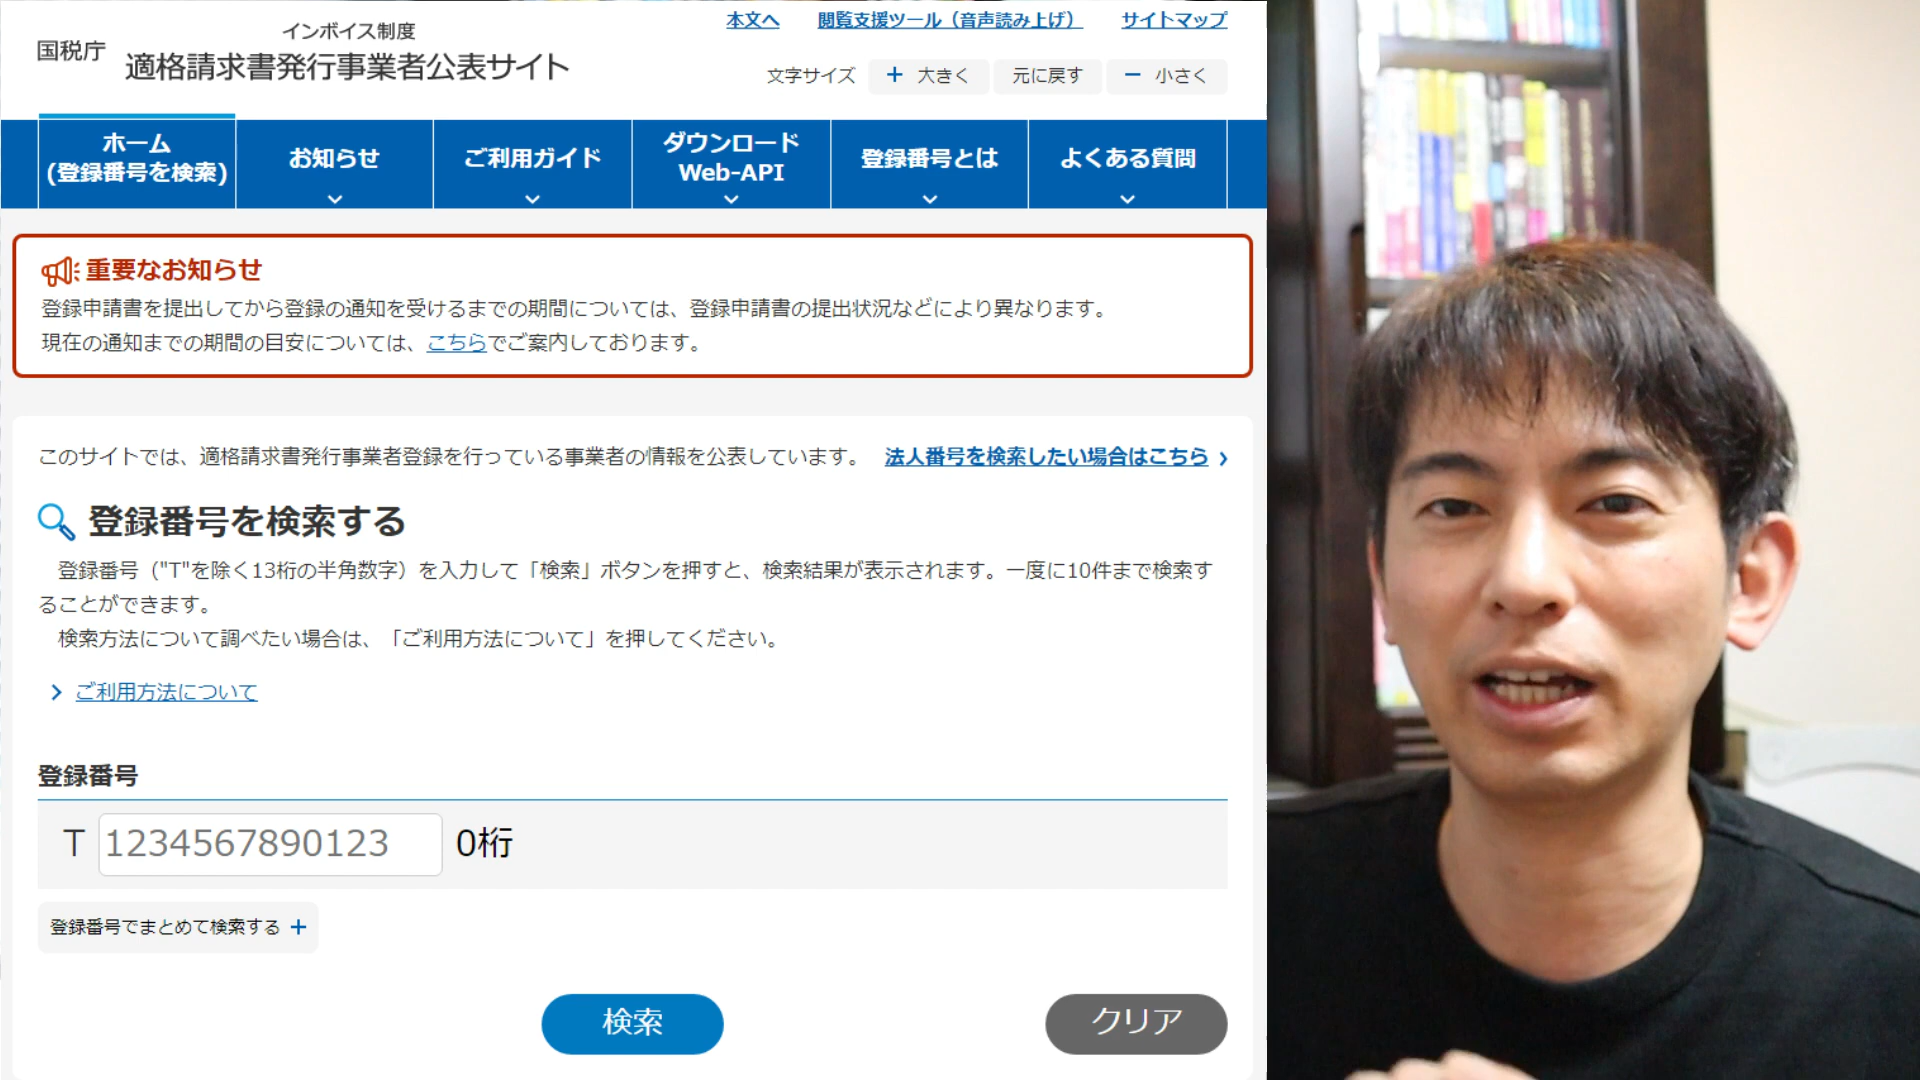 国税庁
インボイス制度
適格請求書発行事業者公表サイト
本文へ
閲覧支援ツール（音声読み上げ）
サイトマップ
文字サイズ
+ 大きく
元に戻す
− 小さく
ホーム
(登録番号を検索)
お知らせ
ご利用ガイド
ダウンロード
Web-API
登録番号とは
よくある質問
重要なお知らせ
登録申請書を提出してから登録の通知を受けるまでの期間については、登録申請書の提出状況などにより異なります。
現在の通知までの期間の目安については、こちらでご案内しております。
このサイトでは、適格請求書発行事業者登録を行っている事業者の情報を公表しています。
法人番号を検索したい場合はこちら
登録番号を検索する
登録番号（"T"を除く13桁の半角数字）を入力して「検索」ボタンを押すと、検索結果が表示されます。一度に10件まで検索す
ることができます。
検索方法について調べたい場合は、「ご利用方法について」を押してください。
ご利用方法について
登録番号
T 1234567890123 0桁
登録番号でまとめて検索する +
検索
クリア